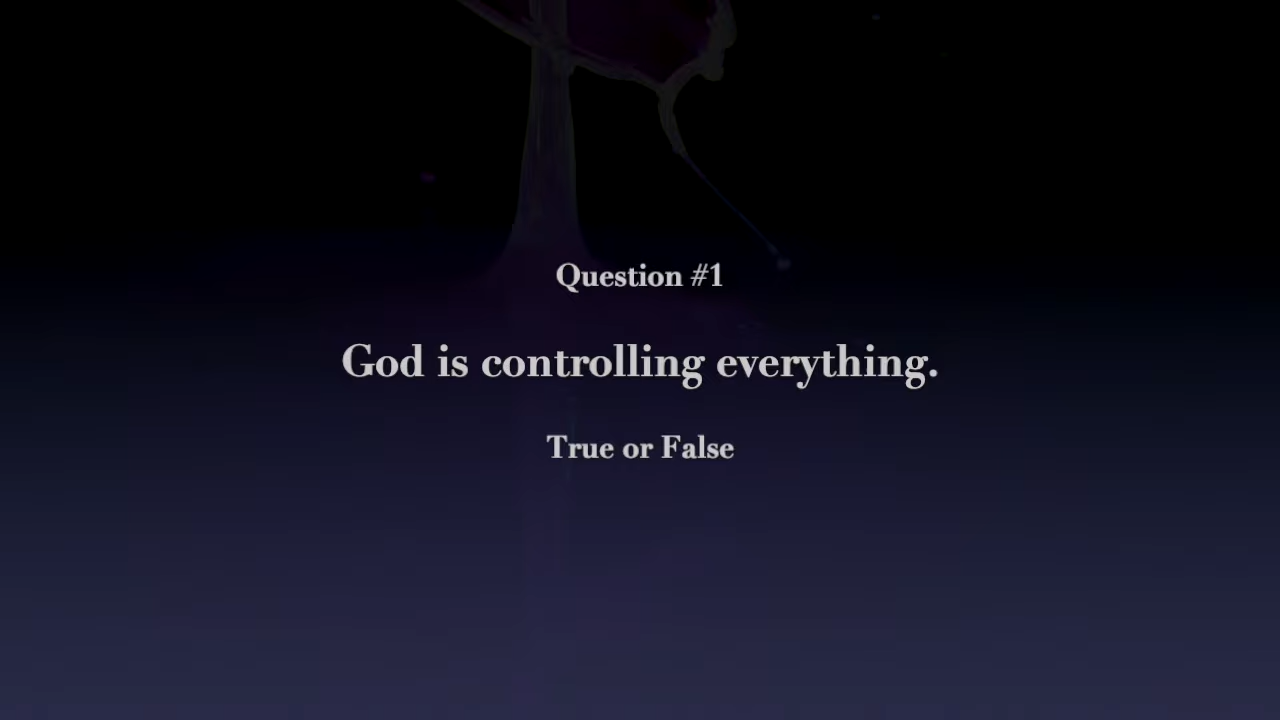 Question #1
God is controlling everything.
True or False